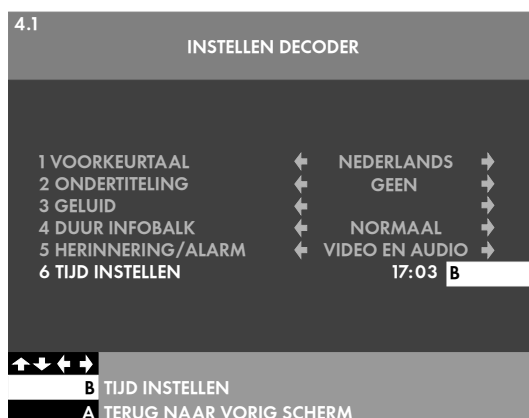 4.1
INSTELLEN DECODER
1 VOORKEURTAAL NEDERLANDS
2 ONDERTITELING GEEN
3 GELUID
4 DUUR INFOBALK NORMAAL
5 HERINNERING/ALARM VIDEO EN AUDIO
6 TIJD INSTELLEN 17:03 B
B TIJD INSTELLEN
A TERUG NAAR VORIG SCHERM